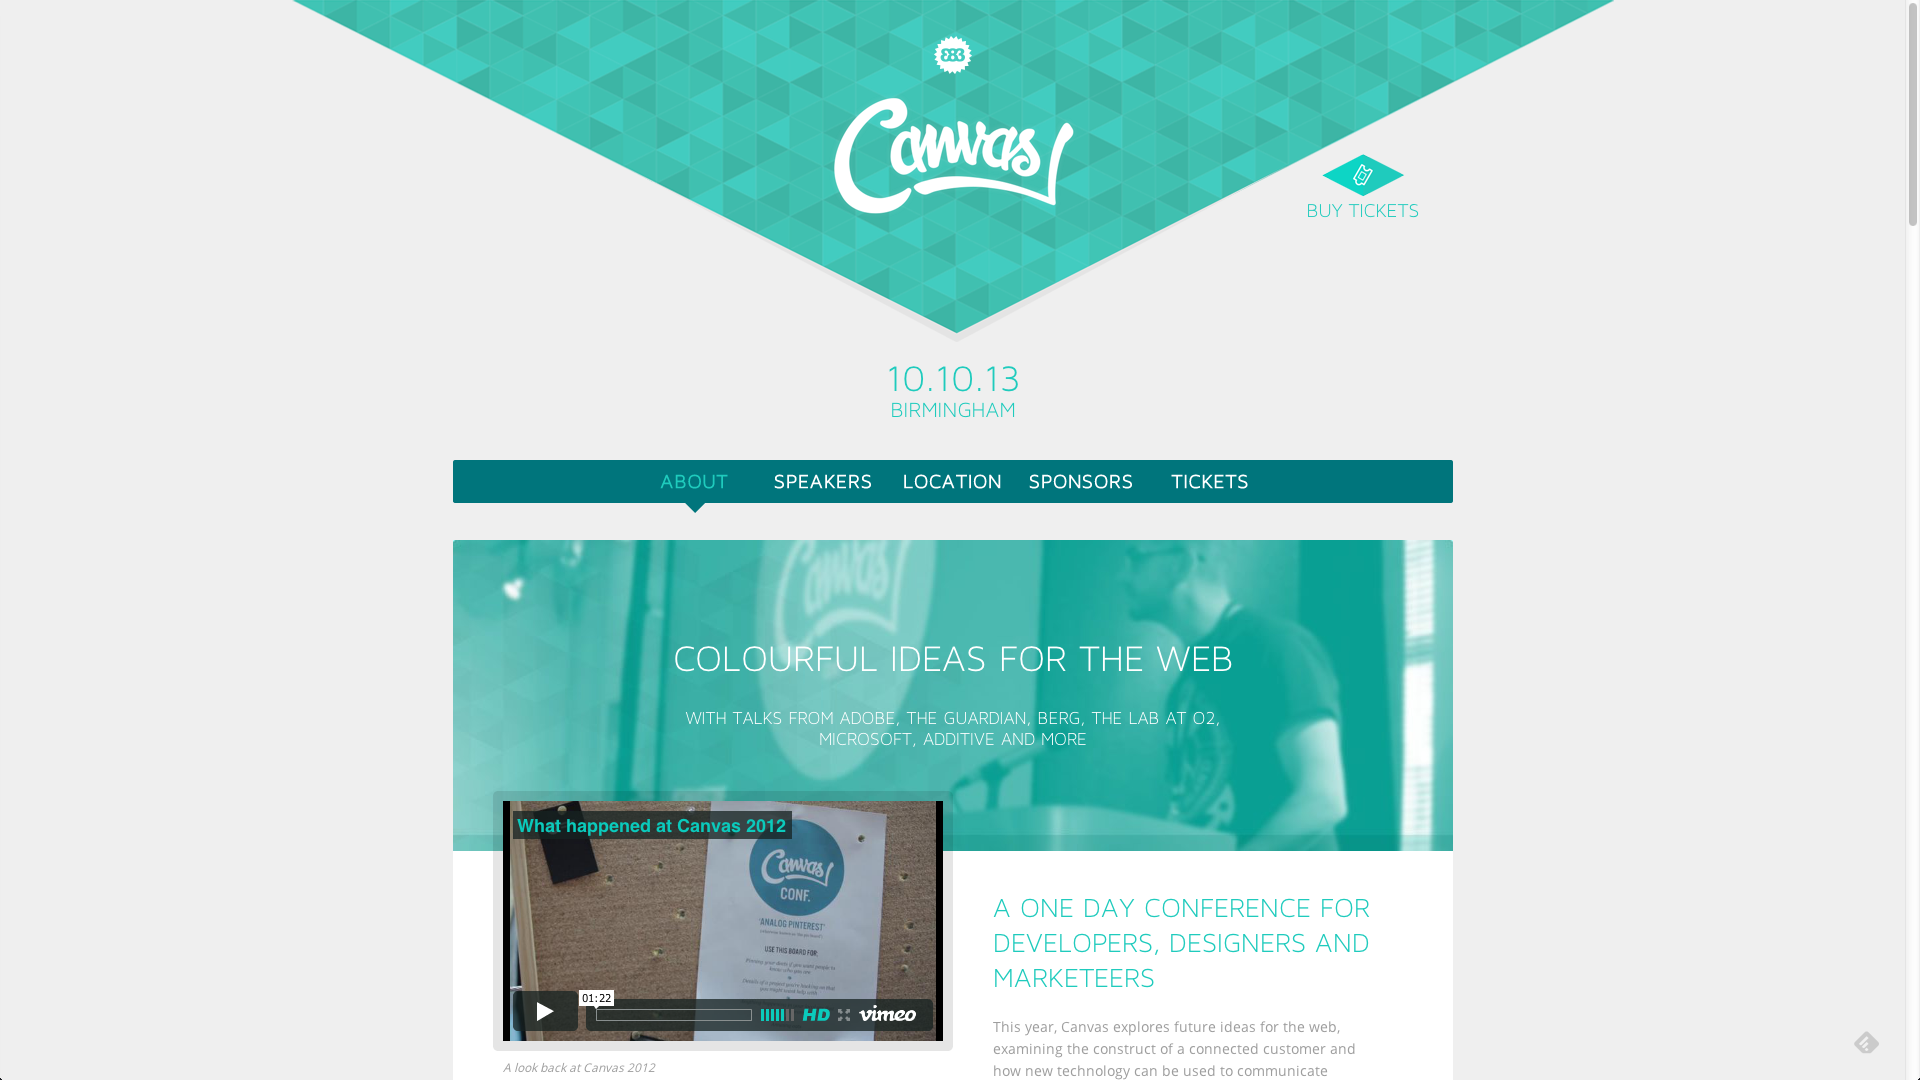 383
Canvas
BUY TICKETS
10.10.13
BIRMINGHAM
ABOUT SPEAKERS LOCATION SPONSORS TICKETS
Canvas
COLOURFUL IDEAS FOR THE WEB
WITH TALKS FROM ADOBE, THE GUARDIAN, BERG, THE LAB AT O2,
MICROSOFT, ADDITIVE AND MORE
What happened at Canvas 2012
Canvas
CONF.
'ANALOG PINTEREST'
USE THIS BOARD FOR:
01:22
HD
vimeo
A look back at Canvas 2012
A ONE DAY CONFERENCE FOR
DEVELOPERS, DESIGNERS AND
MARKETEERS
This year, Canvas explores future ideas for the web,
examining the construct of a connected customer and
how new technology can be used to communicate